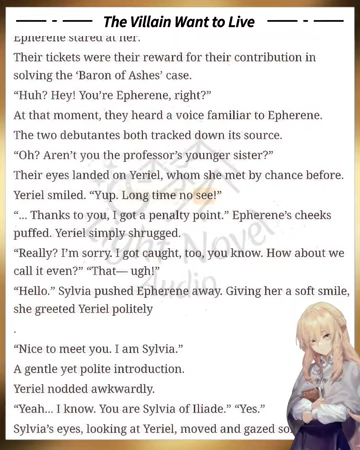 The Villain Want to Live
Epherene stared at her.
Their tickets were their reward for their contribution in
solving the ‘Baron of Ashes’ case.
“Huh? Hey! You’re Epherene, right?”
At that moment, they heard a voice familiar to Epherene.
The two debutantes both tracked down its source.
“Oh? Aren’t you the professor’s younger sister?”
Their eyes landed on Yeriel, whom she met by chance before.
Yeriel smiled. “Yup. Long time no see!”
“... Thanks to you, I got a penalty point.” Epherene’s cheeks
puffed. Yeriel simply shrugged.
“Really? I’m sorry. I got caught, too, you know. How about we
call it even?” “That— ugh!”
“Hello.” Sylvia pushed Epherene away. Giving her a soft smile,
she greeted Yeriel politely
.
“Nice to meet you. I am Sylvia.”
A gentle yet polite introduction.
Yeriel nodded awkwardly.
“Yeah... I know. You are Sylvia of Iliade.” “Yes.”
Sylvia’s eyes, looking at Yeriel, moved and gazed
Light Novel
Audio